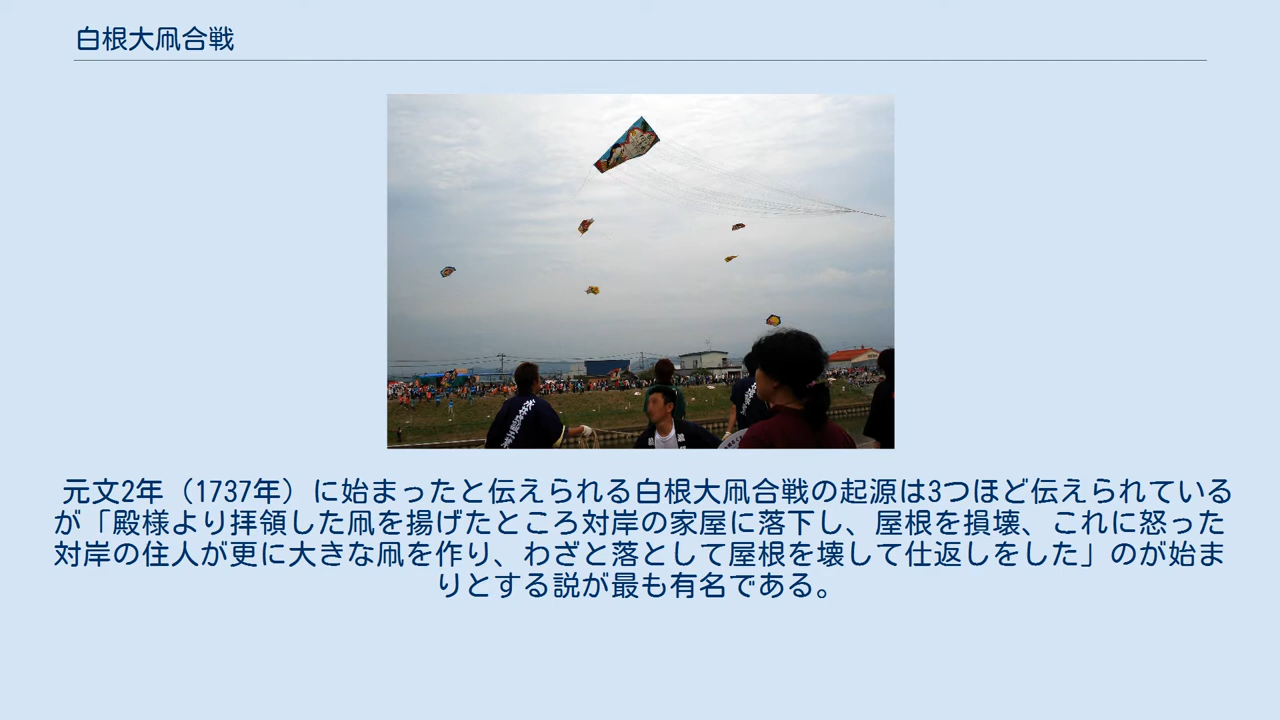 白根大凧合戦
元文2年（1737年）に始まったと伝えられる白根大凧合戦の起源は3つほど伝えられている
が「殿様より拝領した凧を揚げたところ対岸の家屋に落下し、屋根を損壊、これに怒った
対岸の住人が更に大きな凧を作り、わざと落として屋根を壊して仕返しをした」のが始ま
りとする説が最も有名である。